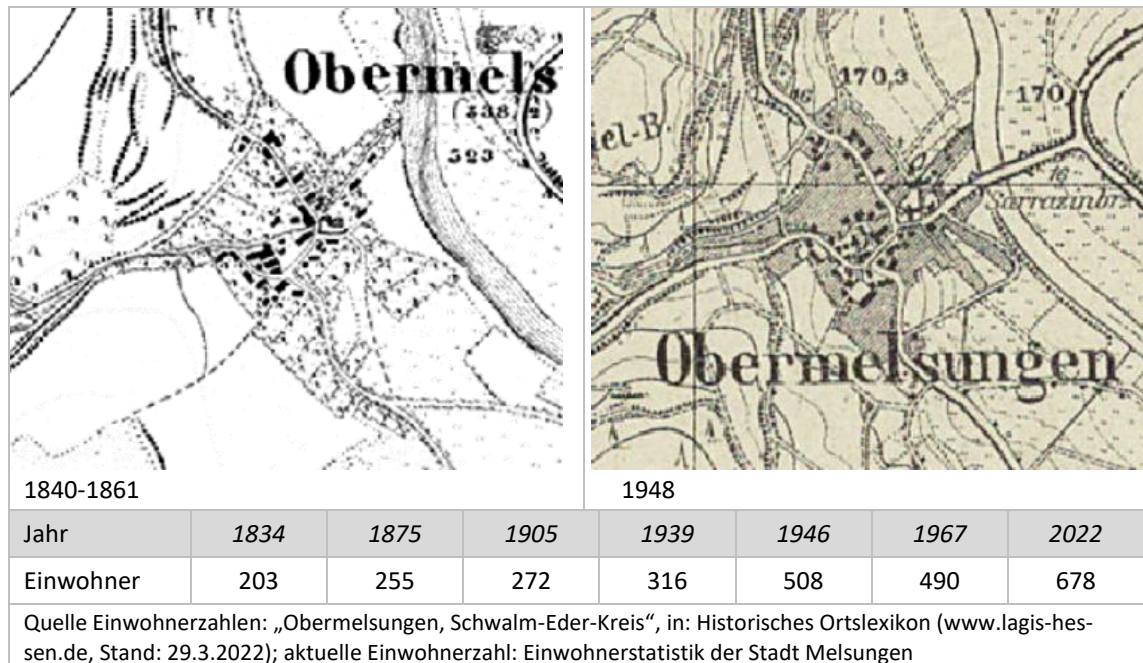 Obermels
(538,2)
523
170,3
170
el-B.
Sarrazinbr.
Obermelsungen
1840-1861
1948
Jahr 1834 1875 1905 1939 1946 1967 2022
Einwohner 203 255 272 316 508 490 678
Quelle Einwohnerzahlen: „Obermelsungen, Schwalm-Eder-Kreis“, in: Historisches Ortslexikon (www.lagis-hes-
sen.de, Stand: 29.3.2022); aktuelle Einwohnerzahl: Einwohnerstatistik der Stadt Melsungen